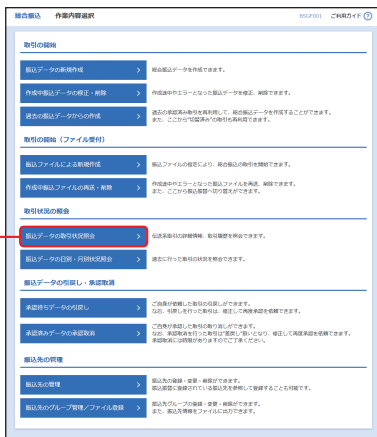 総合振込 作業内容選択 BSGF001 ご利用ガイド ?
取引の開始
振込データの新規作成 > 総合振込データを作成できます。
作成中振込データの修正・削除 > 作成途中やエラーとなった振込データを修正、削除できます。
過去の振込データからの作成 > 過去の承認済み取引を再利用して、総合振込データを作成することができます。
また、ここから"切替済み"の取引も再利用できます。
取引の開始（ファイル受付）
振込ファイルによる新規作成 > 振込ファイルの指定により、総合振込の取引を開始できます。
作成中振込ファイルの再送・削除 > 作成途中やエラーとなった振込ファイルを再送、削除できます。
また、ここから振込振替へ切り替えができます。
取引状況の照会
振込データの取引状況照会 > 伝送系取引の詳細情報、取引履歴を照会できます。
振込データの日別・月別状況照会 > 過去に行った取引の状況を照会できます。
振込データの引戻し・承認取消
承認待ちデータの引戻し > ご自身が依頼した取引の引戻しができます。
なお、引戻しを行った取引は、修正して再度承認を依頼できます。
承認済みデータの承認取消 > ご自身が承認した取引の取り消しができます。
なお、承認取消を行った取引は"差戻し"扱いとなり、修正して再度承認を依頼できます。
承認取消には時限がありますのでご了承ください。
振込先の管理
振込先の管理 > 振込先の登録・変更・削除ができます。
振込振替に登録されている振込先を参照して登録することも可能です。
振込先のグループ管理／ファイル登録 > 振込先グループの登録・変更・削除ができます。
また、振込先情報をファイルに出力できます。